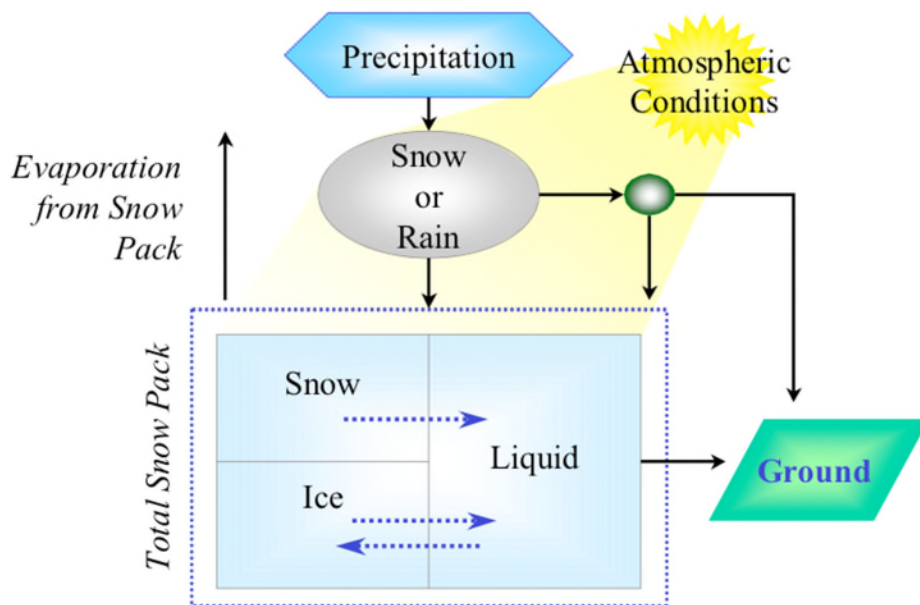 Precipitation
Atmospheric
Conditions
Evaporation
from Snow
Pack
Snow
or
Rain
Total Snow Pack
Snow
Liquid
Ice
Ground